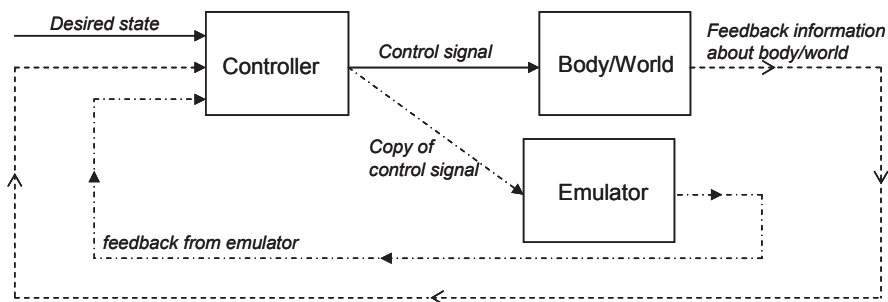 Desired state
Controller
Control signal
Body/World
Feedback information
about body/world
Copy of
control signal
Emulator
feedback from emulator